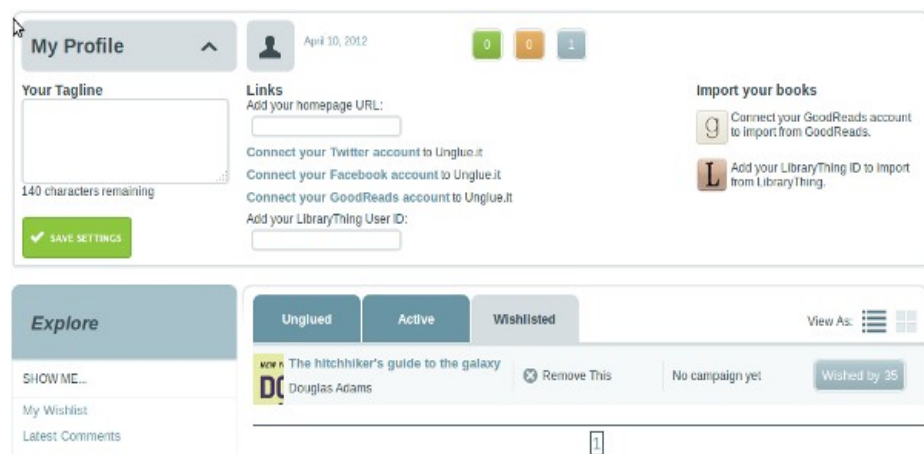 My Profile
April 10, 2012
0 0 1
Your Tagline
140 characters remaining
SAVE SETTINGS
Links
Add your homepage URL:
Connect your Twitter account to Unglue.it
Connect your Facebook account to Unglue.it
Connect your GoodReads account to Unglue.it
Add your LibraryThing User ID:
Import your books
g
Connect your GoodReads account
to import from GoodReads.
L
Add your LibraryThing ID to import
from LibraryThing.
Explore
SHOW ME...
My Wishlist
Latest Comments
Unglued Active Wishlisted View As:
The hitchhiker's guide to the galaxy
Douglas Adams
Remove This No campaign yet Wished by 35
1